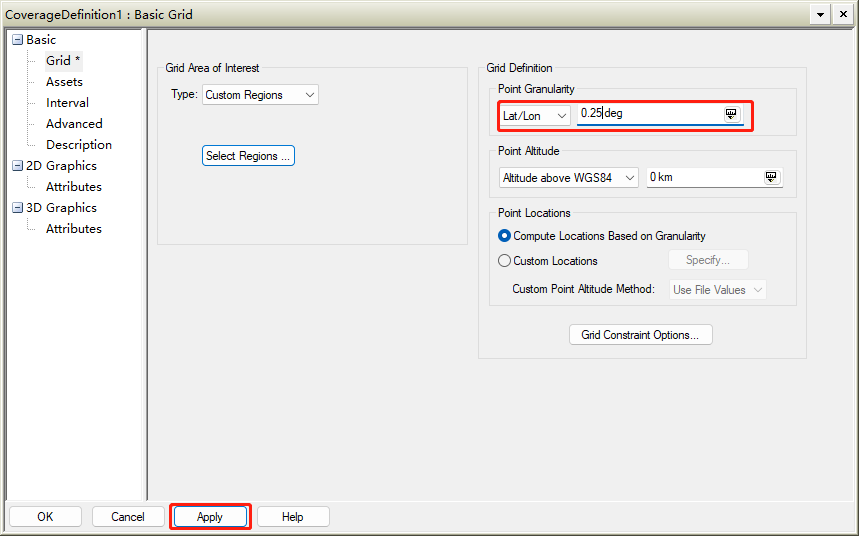 CoverageDefinition1 : Basic Grid
Basic
Grid *
Assets
Interval
Advanced
Description
2D Graphics
Attributes
3D Graphics
Attributes
Grid Area of Interest
Type: Custom Regions
Select Regions ...
Grid Definition
Point Granularity
Lat/Lon 0.25 deg
Point Altitude
Altitude above WGS84 0 km
Point Locations
Compute Locations Based on Granularity
Custom Locations Specify...
Custom Point Altitude Method: Use File Values
Grid Constraint Options...
OK Cancel Apply Help